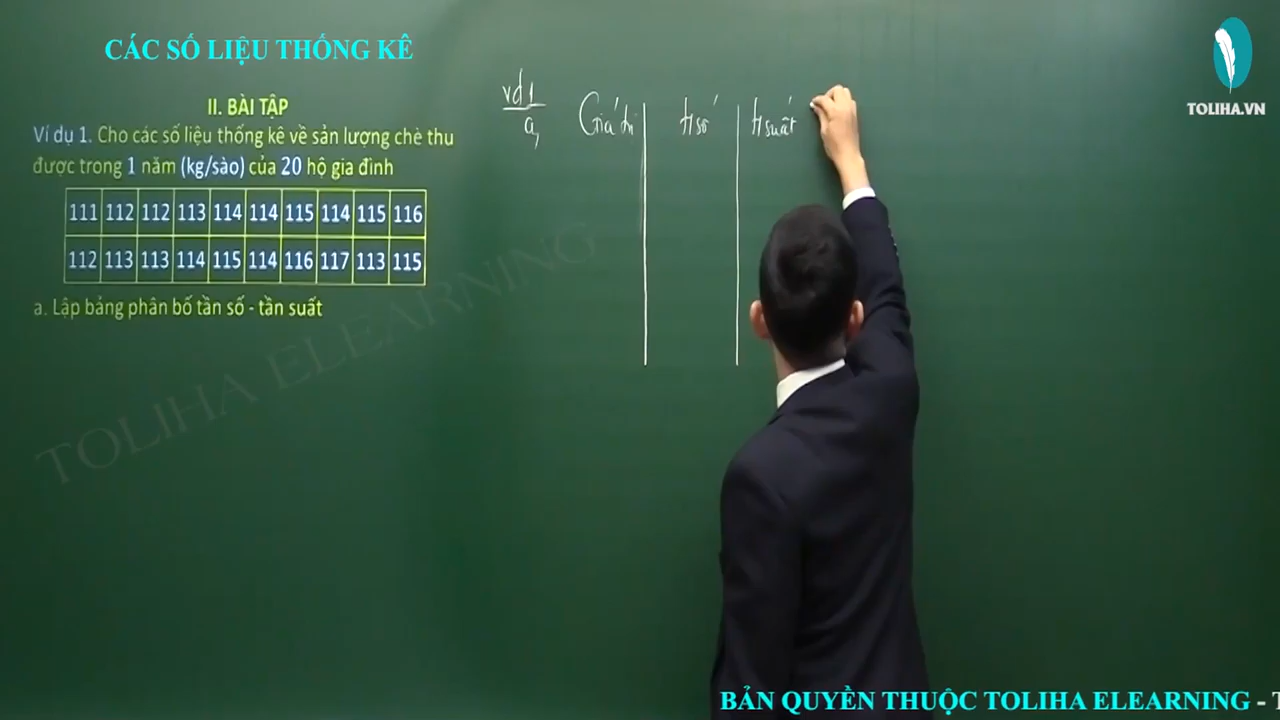 CÁC SỐ LIỆU THỐNG KÊ
II. BÀI TẬP
Ví dụ 1. Cho các số liệu thống kê về sản lượng chè thu
được trong 1 năm (kg/sào) của 20 hộ gia đình
111 112 112 113 114 114 115 114 115 116
112 113 113 114 115 114 116 117 113 115
a. Lập bảng phân bố tần số - tần suất
vd1
a, Giá trị t số t suất
TOLIHA.VN
TOLIHA ELEARNING
BẢN QUYỀN THUỘC TOLIHA ELEARNING - T